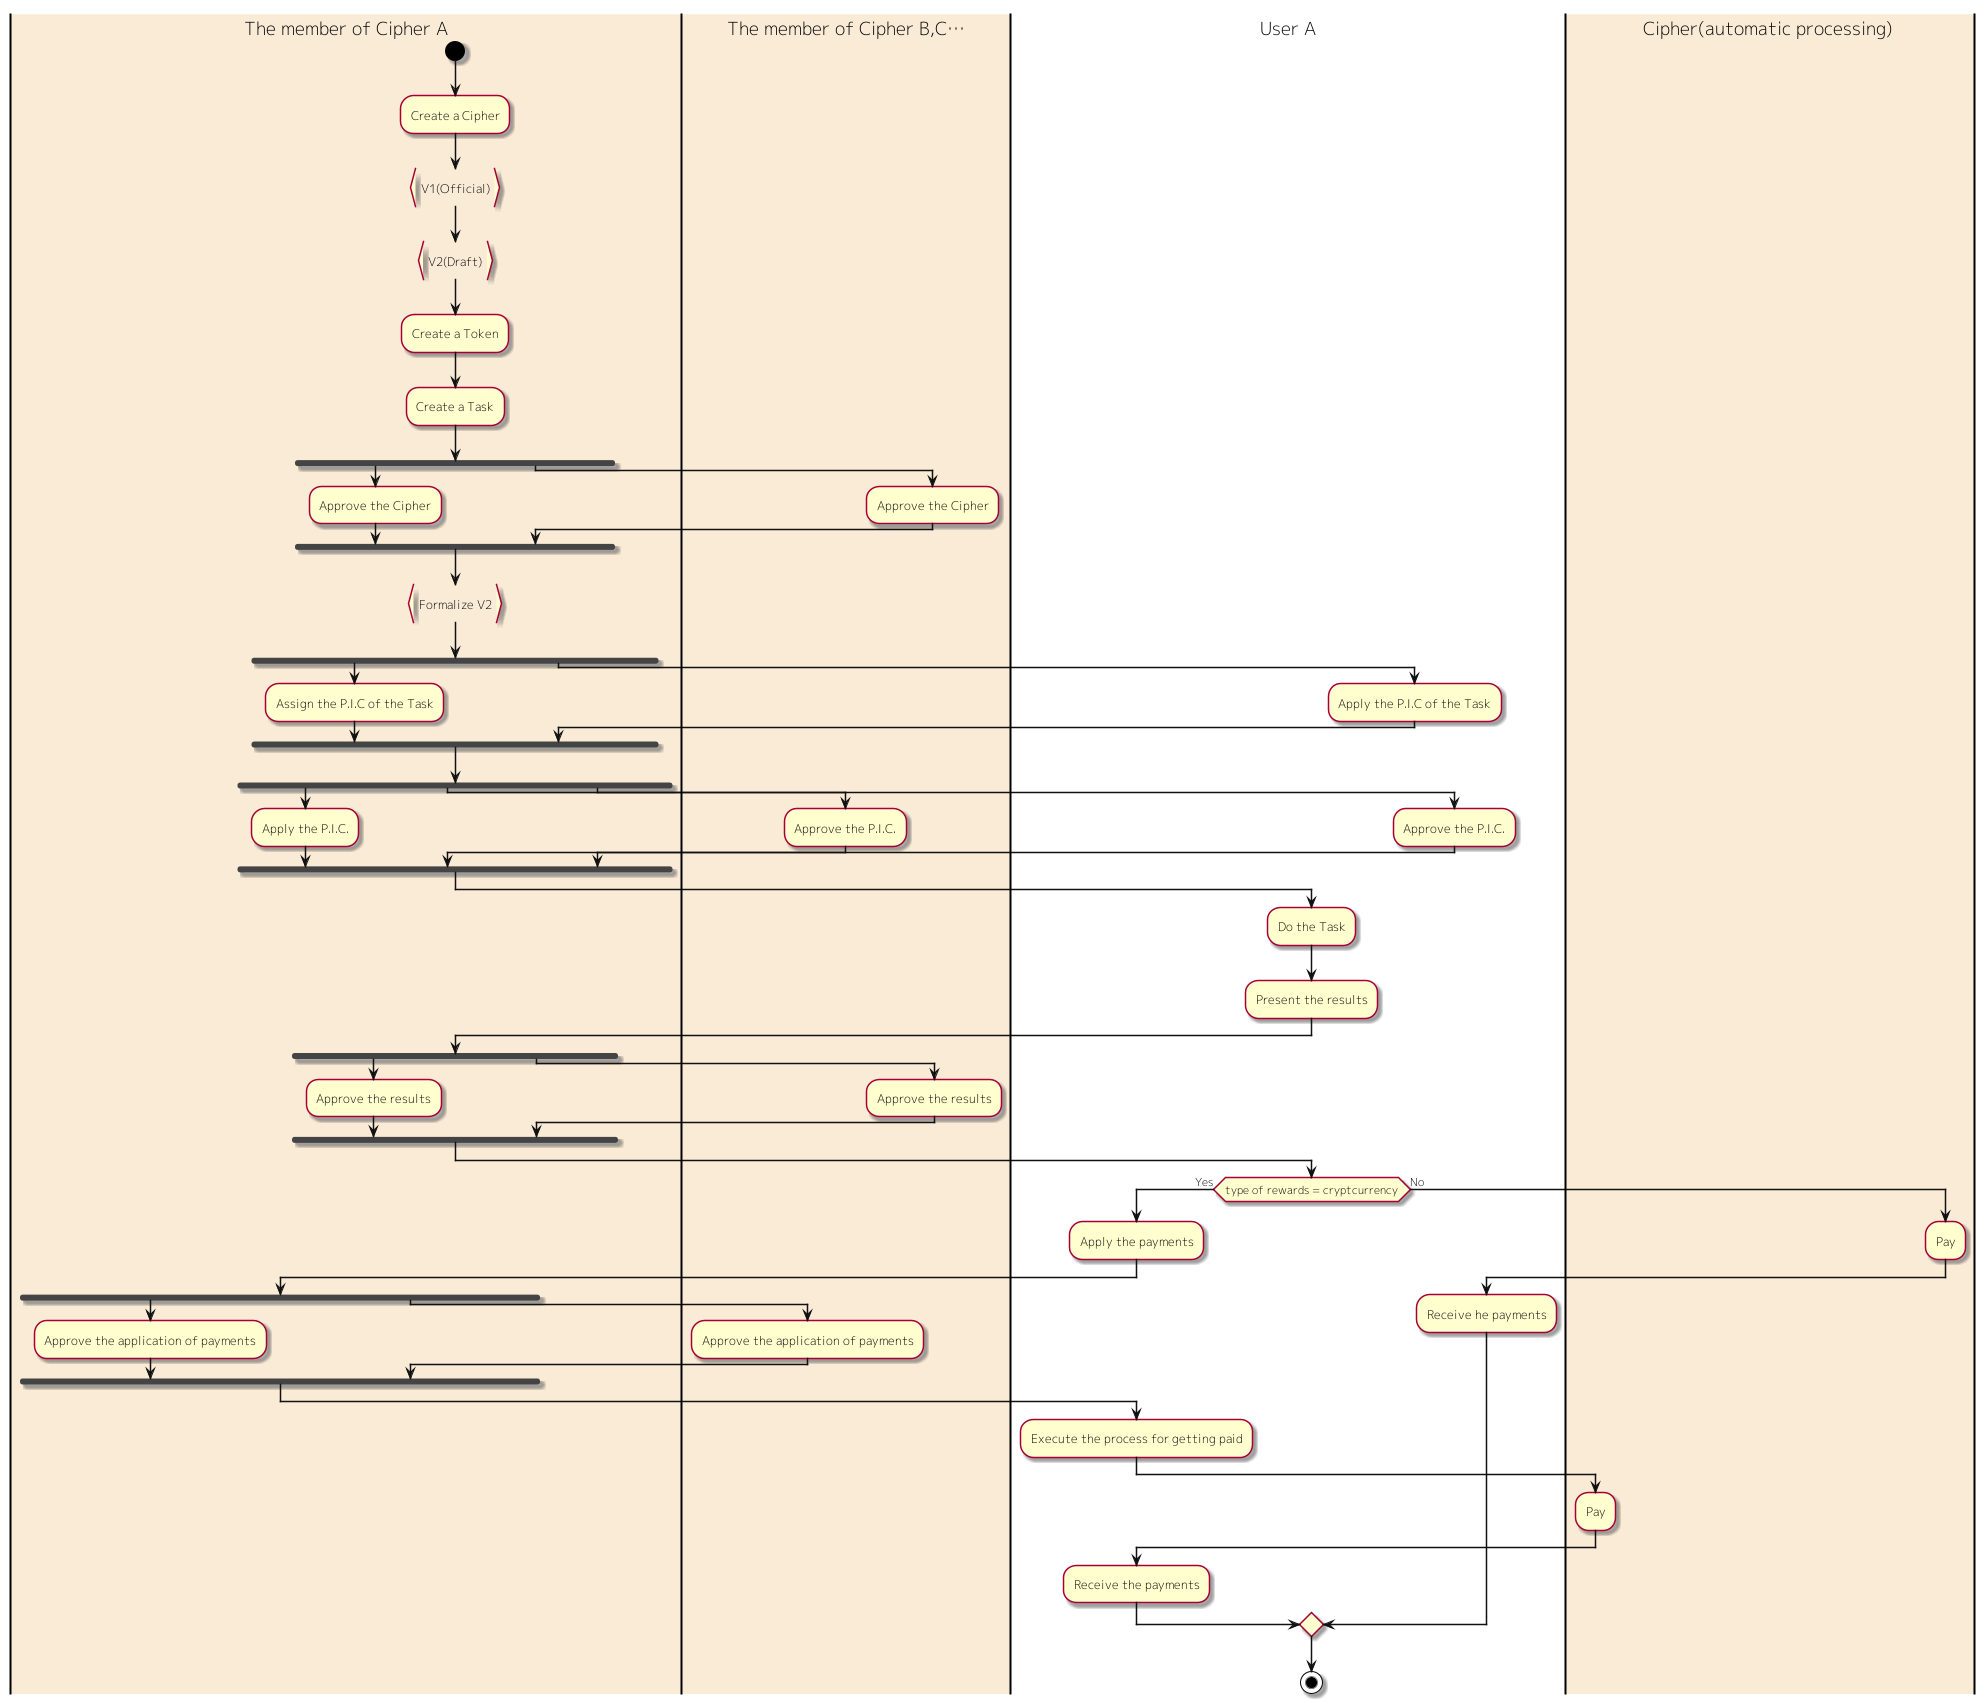 The member of Cipher A
The member of Cipher B,C…
User A
Cipher(automatic processing)
Create a Cipher
V1(Official)
V2(Draft)
Create a Token
Create a Task
Approve the Cipher
Approve the Cipher
Formalize V2
Assign the P.I.C of the Task
Apply the P.I.C of the Task
Apply the P.I.C.
Approve the P.I.C.
Approve the P.I.C.
Do the Task
Present the results
Approve the results
Approve the results
Yes
type of rewards = cryptcurrency
No
Apply the payments
Pay
Receive he payments
Approve the application of payments
Approve the application of payments
Execute the process for getting paid
Pay
Receive the payments